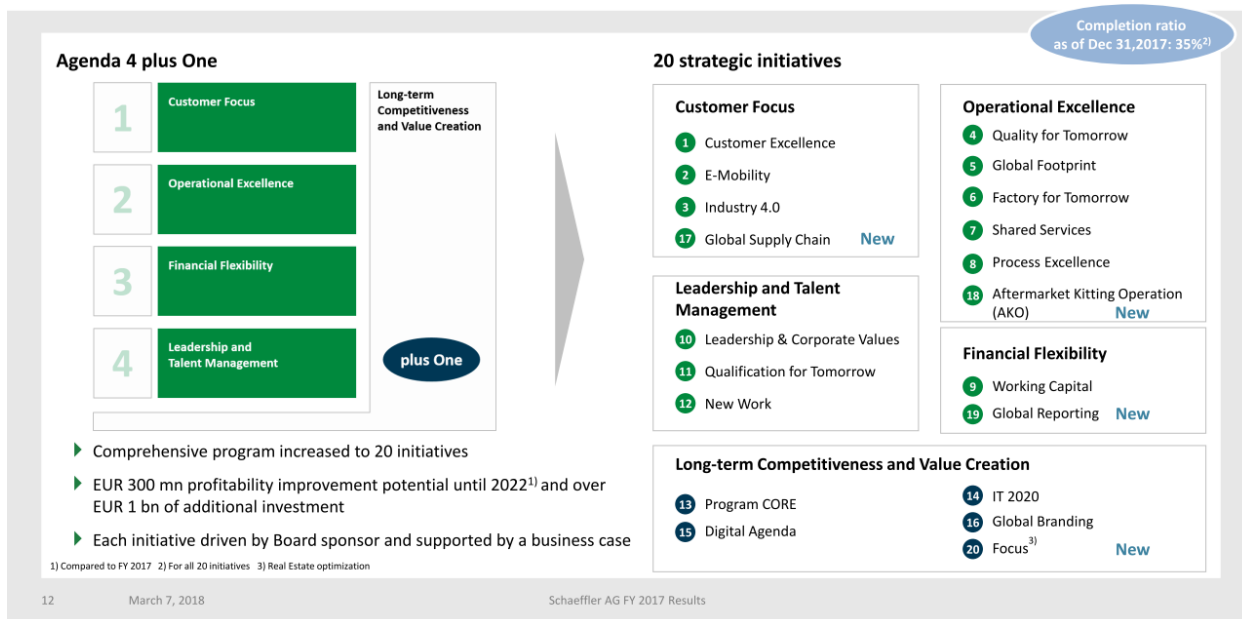 Completion ratio
as of Dec 31,2017: 35%2)
Agenda 4 plus One
1
Customer Focus
2
Operational Excellence
3
Financial Flexibility
4
Leadership and
Talent Management
Long-term
Competitiveness
and Value Creation
plus One
Comprehensive program increased to 20 initiatives
EUR 300 mn profitability improvement potential until 20221) and over
EUR 1 bn of additional investment
Each initiative driven by Board sponsor and supported by a business case
20 strategic initiatives
Customer Focus
1 Customer Excellence
2 E-Mobility
3 Industry 4.0
17 Global Supply Chain New
Leadership and Talent
Management
10 Leadership & Corporate Values
11 Qualification for Tomorrow
12 New Work
Operational Excellence
4 Quality for Tomorrow
5 Global Footprint
6 Factory for Tomorrow
7 Shared Services
8 Process Excellence
18 Aftermarket Kitting Operation
(AKO) New
Financial Flexibility
9 Working Capital
19 Global Reporting New
Long-term Competitiveness and Value Creation
13 Program CORE
15 Digital Agenda
14 IT 2020
16 Global Branding
20 Focus3) New
1) Compared to FY 2017 2) For all 20 initiatives 3) Real Estate optimization
12 March 7, 2018 Schaeffler AG FY 2017 Results